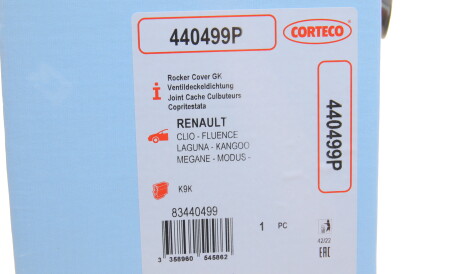 440499P
CORTECO
Rocker Cover GK
Ventildeckeldichtung
Joint Cache Culbuteurs
Copritestata
RENAULT
CLIO - FLUENCE
LAGUNA - KANGOO
MEGANE - MODUS -
K9K
83440499
3 358960 545862
1 PC
42/22
EAC
440499P